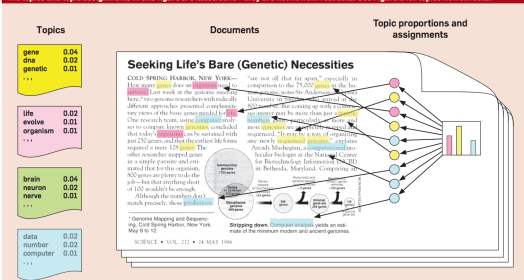 Topics
Documents
Topic proportions and
assignments
gene 0.04
dna 0.02
genetic 0.01
...
life 0.02
evolve 0.01
organism 0.01
...
brain 0.04
neuron 0.02
nerve 0.01
...
data 0.02
number 0.02
computer 0.01
...
Seeking Life's Bare (Genetic) Necessities
COLD SPRING HARBOR, NEW YORK—
How many genes does an organism need to
survive? Last week at the genome meeting
here, two genome researchers with radically
different approaches presented complemen-
tary views of the basic genes needed for life.
One research team, using computer analy-
ses to compare known genomes, concluded
that today's organisms can be sustained with
just 250 genes, and that the earliest life forms
required a mere 128 genes. The
other researcher mapped genes
in a simple parasite and esti-
mated that for this organism,
800 genes are plenty to do the
job—but that anything short
of 100 wouldn't be enough.
Although the numbers don't
match precisely, those predictions
* Genome Mapping and Sequenc-
ing, Cold Spring Harbor, New York,
May 8 to 12.
"are not all that far apart," especially in
comparison to the 75,000 genes in the hu-
man genome, notes Siv Andersson of
University in Sweden, who arrived at the
800 number. But coming up with a consen-
sus answer may be more than just a genetic
numbers game, particularly as more and
more genomes are completely mapped and
sequenced. "It may be a way of organizing
any newly sequenced genome," explains
Arcady Mushegian, a computational mo-
lecular biologist at the National Center
for Biotechnology Information (NCBI)
in Bethesda, Maryland. Comparing an
Stripping down. Computer analysis yields an esti-
mate of the minimum modern and ancient genomes.
SCIENCE • VOL. 272 • 24 MAY 1996